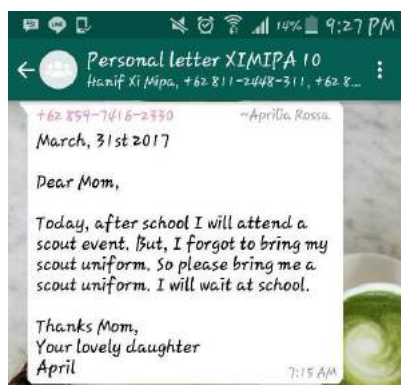 14% 9:27 PM
Personal letter XIMIPA 10
Hanif Xi Mipa, +62 811-2448-311, +62 8...
+62 859-7416-2330 ~Aprilia Rossa
March, 31st 2017
Dear Mom,
Today, after school I will attend a
scout event. But, I forgot to bring my
scout uniform. So please bring me a
scout uniform. I will wait at school.
Thanks Mom,
Your lovely daughter
April
7:15 AM